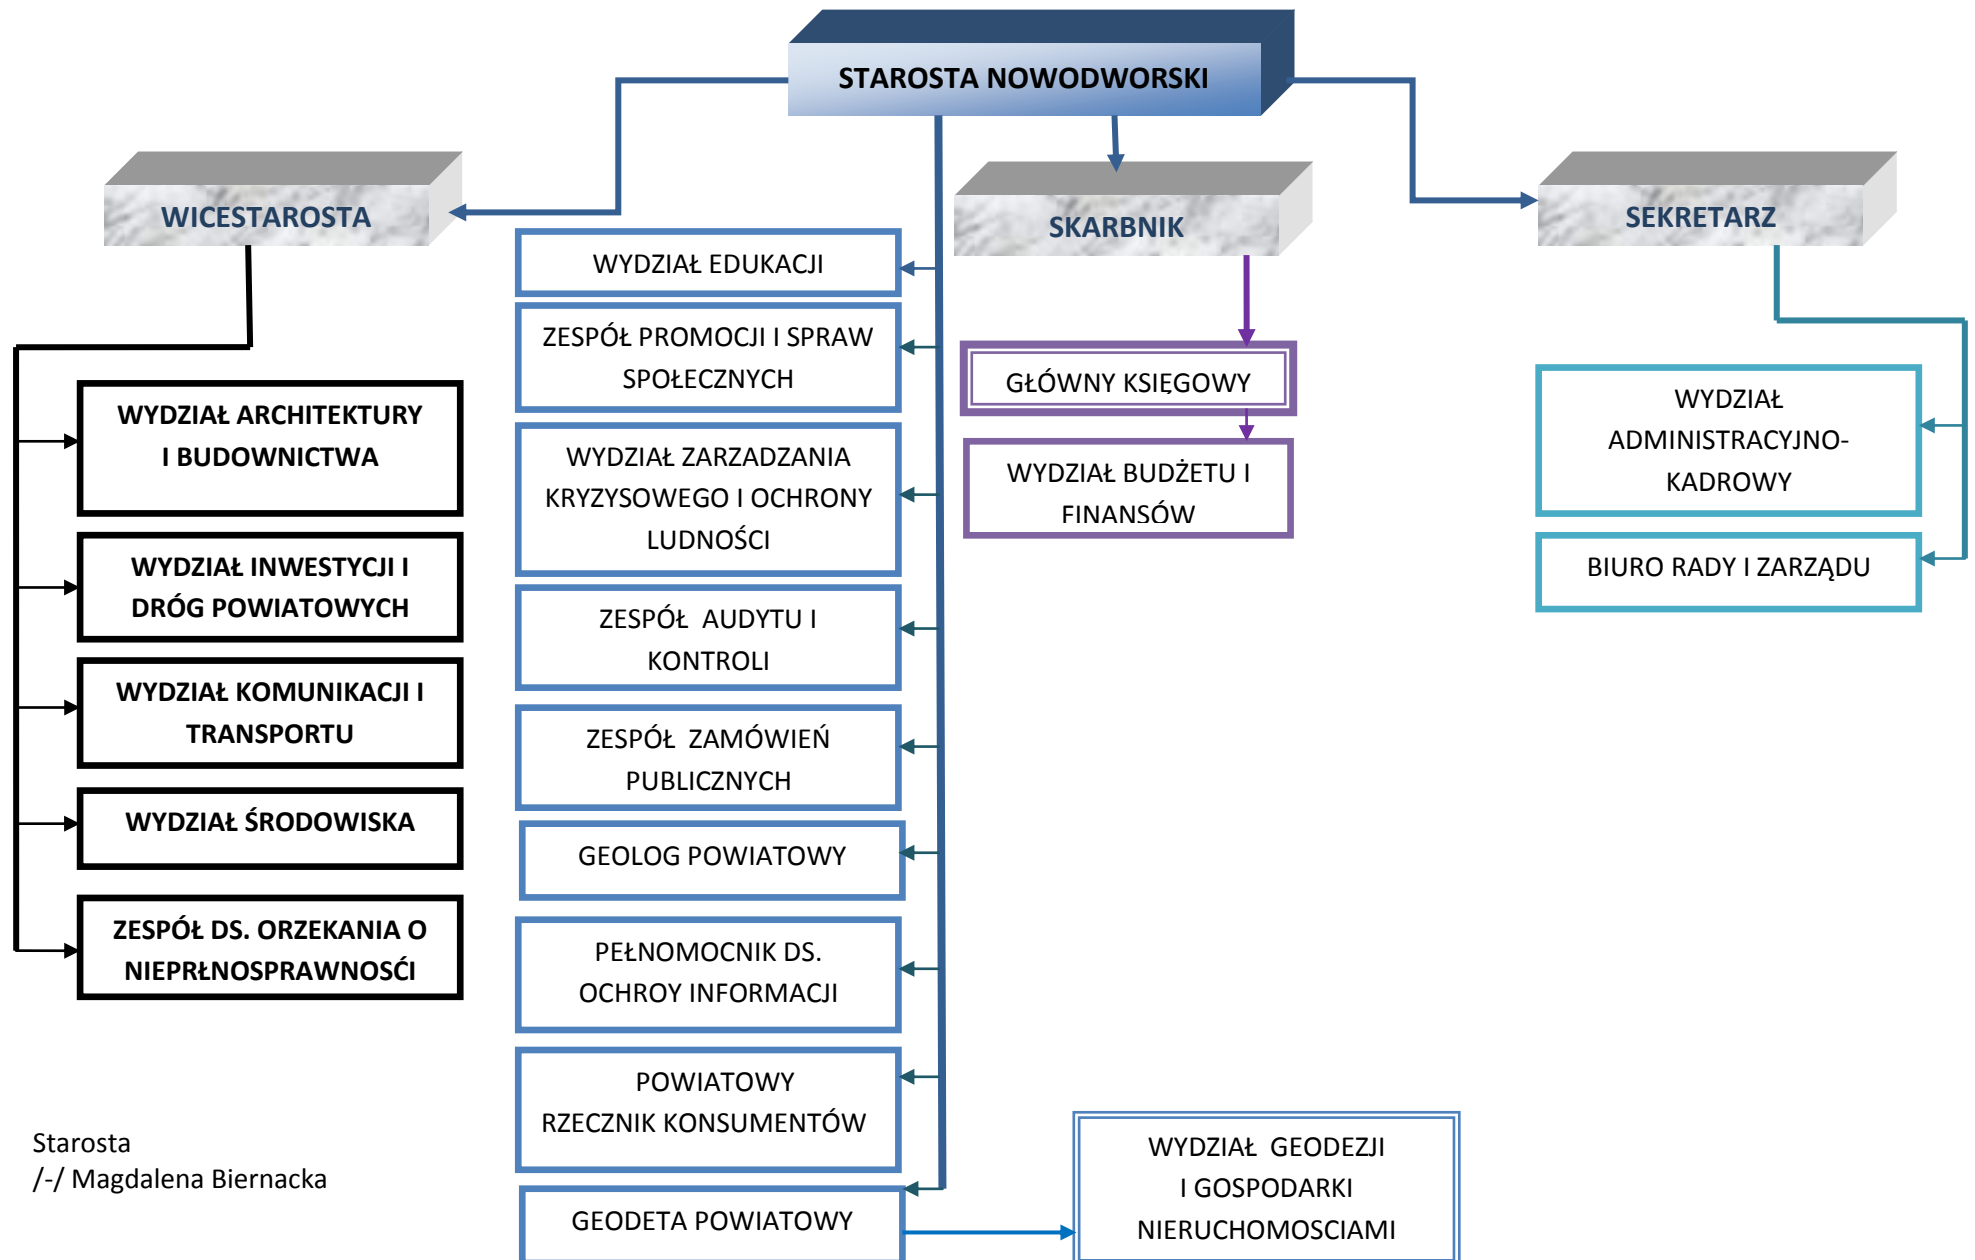 STAROSTA NOWODWORSKI
WICESTAROSTA
SKARBNIK
SEKRETARZ
WYDZIAŁ ARCHITEKTURY
I BUDOWNICTWA
WYDZIAŁ INWESTYCJI I
DRÓG POWIATOWYCH
WYDZIAŁ KOMUNIKACJI I
TRANSPORTU
WYDZIAŁ ŚRODOWISKA
ZESPÓŁ DS. ORZEKANIA O
NIEPRŁNOSPRAWNOSĆI
WYDZIAŁ EDUKACJI
ZESPÓŁ PROMOCJI I SPRAW
SPOŁECZNYCH
WYDZIAŁ ZARZADZANIA
KRYZYSOWEGO I OCHRONY
LUDNOŚCI
ZESPÓŁ  AUDYTU I
KONTROLI
ZESPÓŁ  ZAMÓWIEŃ
PUBLICZNYCH
GEOLOG POWIATOWY
PEŁNOMOCNIK DS.
OCHROY INFORMACJI
POWIATOWY
RZECZNIK KONSUMENTÓW
GEODETA POWIATOWY
WYDZIAŁ  GEODEZJI
I GOSPODARKI
NIERUCHOMOSCIAMI
GŁÓWNY KSIĘGOWY
WYDZIAŁ BUDŻETU I
FINANSÓW
WYDZIAŁ
ADMINISTRACYJNO-
KADROWY
BIURO RADY I ZARZĄDU
Starosta
/-/ Magdalena Biernacka